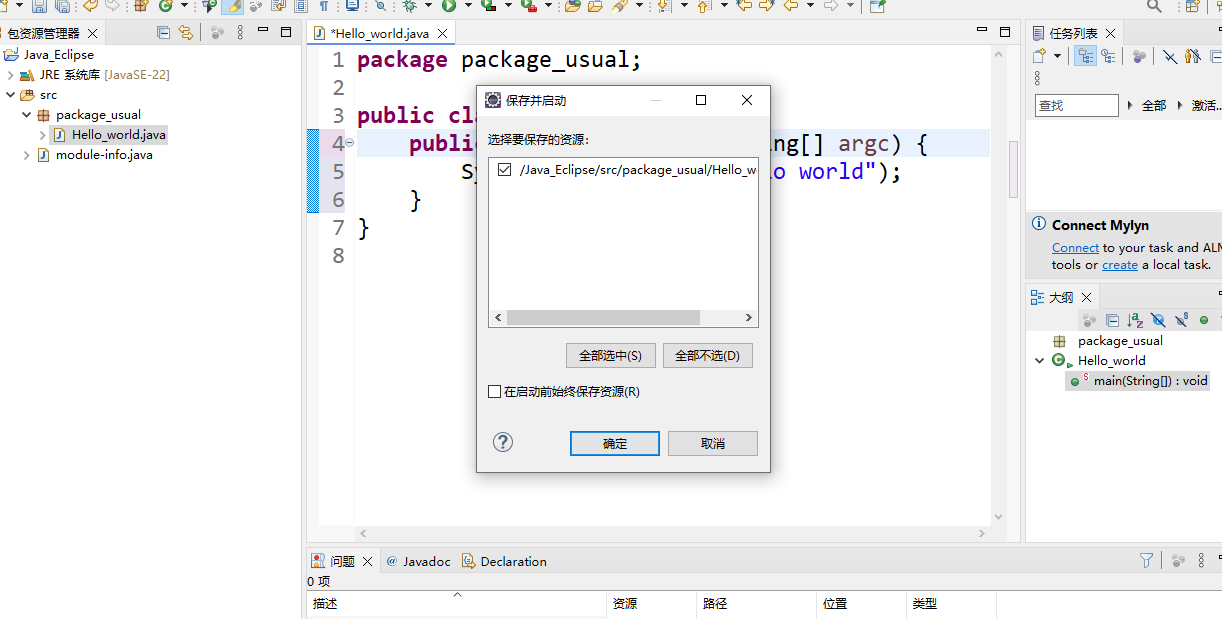 包资源管理器
Java_Eclipse
JRE 系统库 [JavaSE-22]
src
package_usual
Hello_world.java
module-info.java
*Hello_world.java
1 package package_usual;
2
3 public cl
4 publi ng[] argc) {
5 Sy o world");
6 }
7 }
8
保存并启动
选择要保存的资源:
/Java_Eclipse/src/package_usual/Hello_w
全部选中(S)
全部不选(D)
在启动前始终保存资源(R)
?
确定
取消
任务列表
查找
全部
激活...
Connect Mylyn
Connect to your task and ALM
tools or create a local task.
大纲
package_usual
Hello_world
main(String[]) : void
问题
@ Javadoc
Declaration
0 项
描述
资源
路径
位置
类型